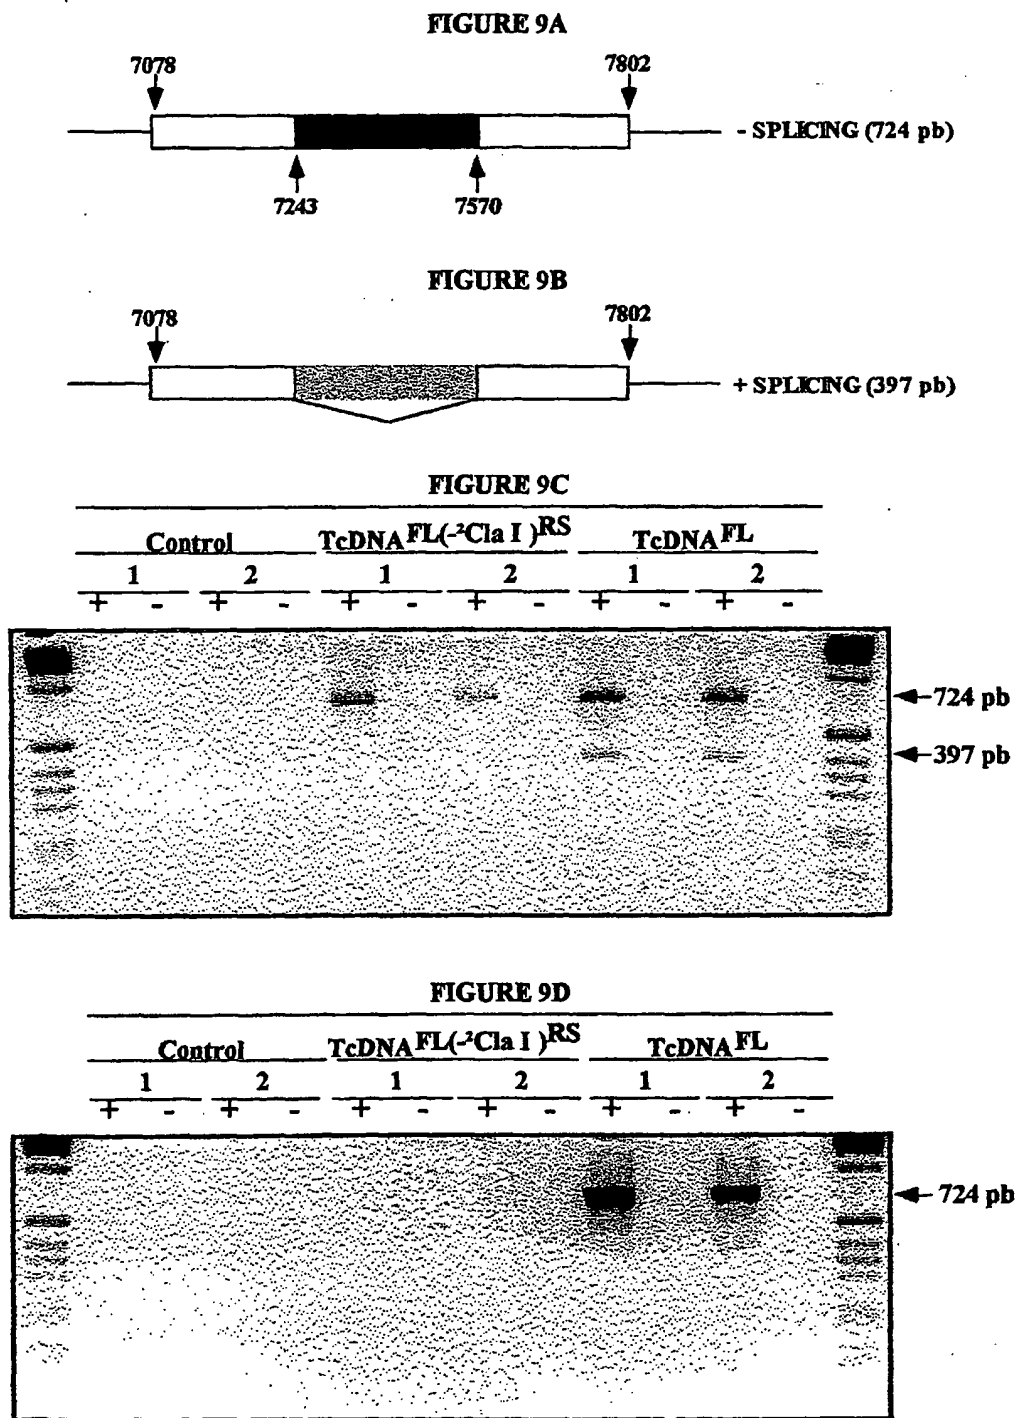 FIGURE 9A
7078 7802
- SPLICING (724 pb)
7243 7570
FIGURE 9B
7078 7802
+ SPLICING (397 pb)
FIGURE 9C
Control TcDNA FL(-²Cla I )RS TcDNA FL
1 2 1 2 1 2
+ - + - + - + - + - + -
724 pb
397 pb
FIGURE 9D
Control TcDNA FL(-²Cla I )RS TcDNA FL
1 2 1 2 1 2
+ - + - + - + - + - + -
724 pb